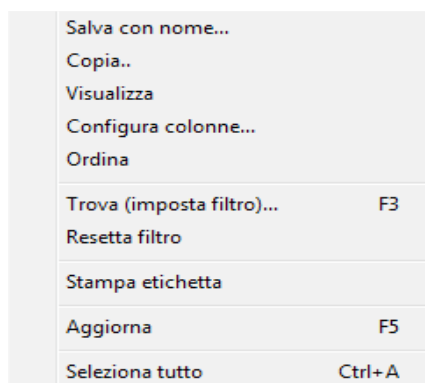 Salva con nome...
Copia..
Visualizza
Configura colonne...
Ordina
Trova (imposta filtro)... F3
Resetta filtro
Stampa etichetta
Aggiorna F5
Seleziona tutto Ctrl+A